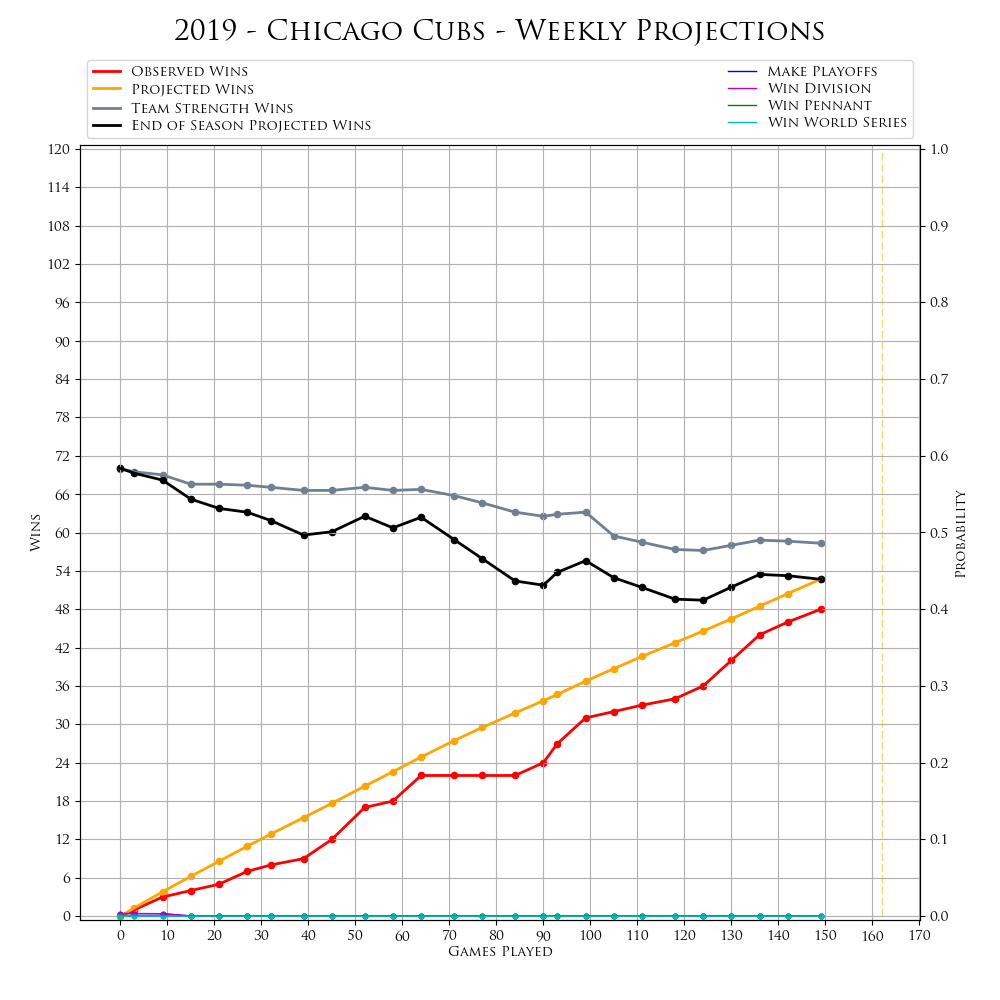 2019 - Chicago Cubs - Weekly Projections
Observed Wins
Projected Wins
Team Strength Wins
End of Season Projected Wins
Make Playoffs
Win Division
Win Pennant
Win World Series
120
114
108
102
96
90
84
78
72
66
60
54
48
42
36
30
24
18
12
6
0
Wins
1.0
0.9
0.8
0.7
0.6
0.5
0.4
0.3
0.2
0.1
0.0
Probability
0 10 20 30 40 50 60 70 80 90 100 110 120 130 140 150 160 170
Games Played